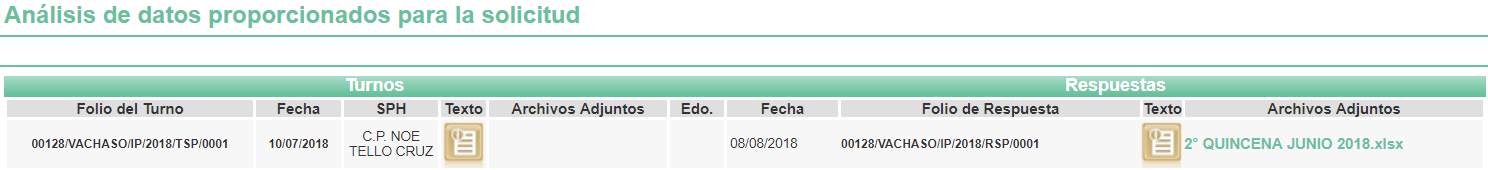 Análisis de datos proporcionados para la solicitud
Turnos Respuestas
Folio del Turno Fecha SPH Texto Archivos Adjuntos Edo. Fecha Folio de Respuesta Texto Archivos Adjuntos
00128/VACHASO/IP/2018/TSP/0001 10/07/2018 C.P. NOE TELLO CRUZ 08/08/2018 00128/VACHASO/IP/2018/RSP/0001 2° QUINCENA JUNIO 2018.xlsx